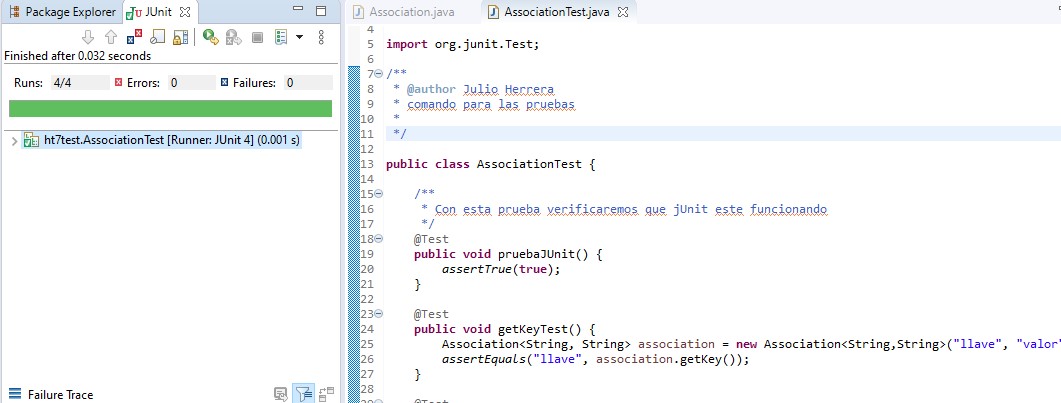 Package Explorer
JUnit
Finished after 0.032 seconds
Runs: 4/4 Errors: 0 Failures: 0
ht7test.AssociationTest [Runner: JUnit 4] (0.001 s)
Failure Trace
Association.java
AssociationTest.java
4
5 import org.junit.Test;
6
7 /**
8 * @author Julio Herrera
9 * comando para las pruebas
10 *
11 */
12
13 public class AssociationTest {
14
15 /**
16 * Con esta prueba verificaremos que jUnit este funcionando
17 */
18 @Test
19 public void pruebaJUnit() {
20 assertTrue(true);
21 }
22
23 @Test
24 public void getKeyTest() {
25 Association<String, String> association = new Association<String,String>("llave", "valor"
26 assertEquals("llave", association.getKey());
27 }
28
@Test